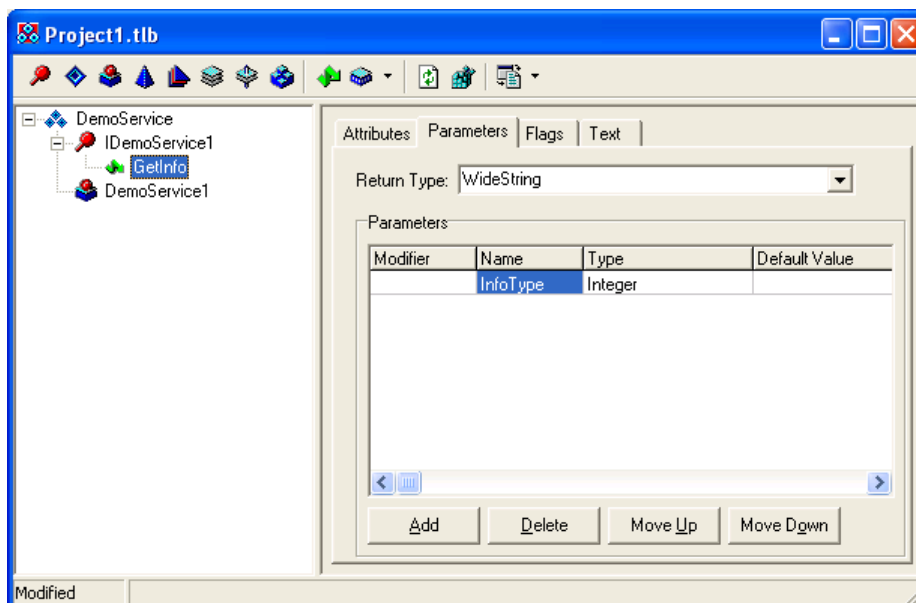 Project1.tlb
DemoService
IDemoService1
GetInfo
DemoService1
Attributes Parameters Flags Text
Return Type: WideString
Parameters
Modifier Name Type Default Value
InfoType Integer
Add Delete Move Up Move Down
Modified